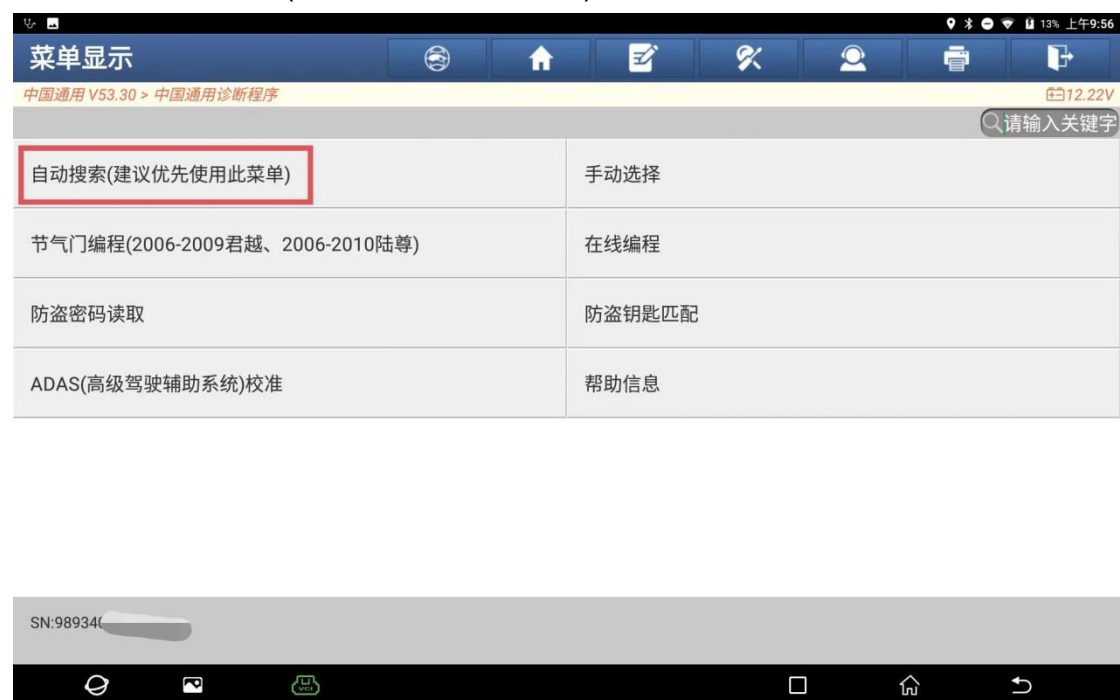 13% 上午9:56
菜单显示
中国通用 V53.30 > 中国通用诊断程序
12.22V
请输入关键字
自动搜索(建议优先使用此菜单)
手动选择
节气门编程(2006-2009君越、2006-2010陆尊)
在线编程
防盗密码读取
防盗钥匙匹配
ADAS(高级驾驶辅助系统)校准
帮助信息
SN:98934
VCI